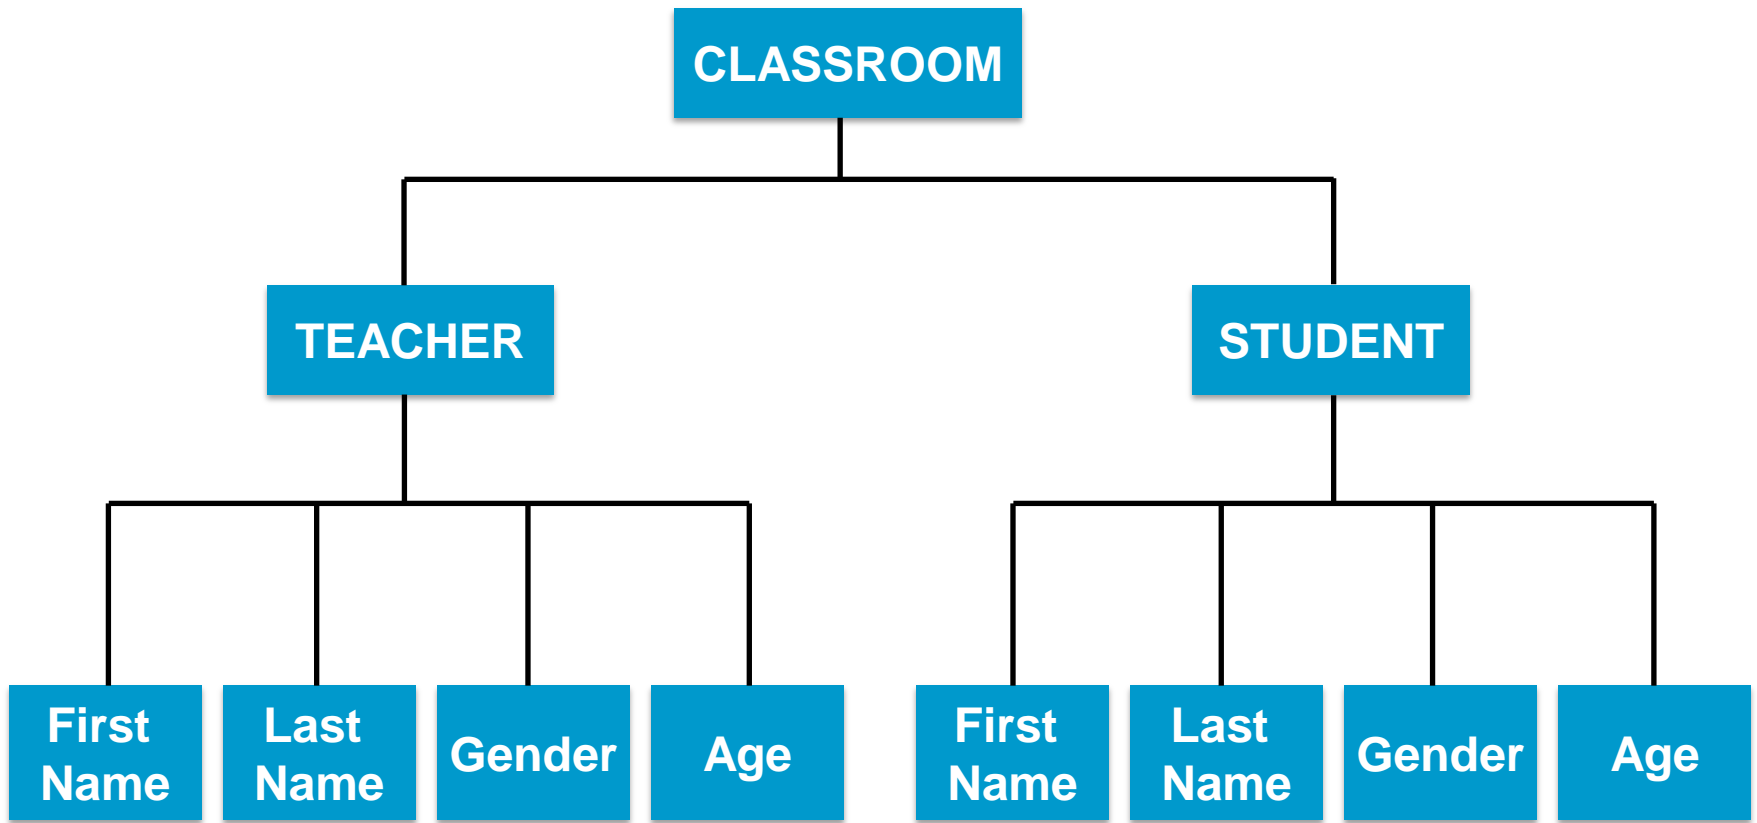 CLASSROOM
TEACHER
STUDENT
First
Name
Last
Name
Gender
Age
First
Name
Last
Name
Gender
Age